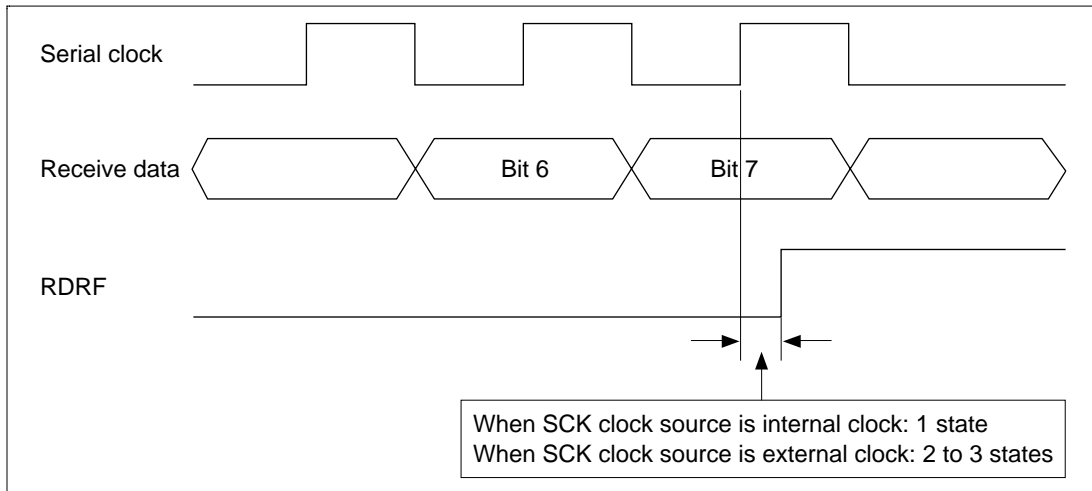 Serial clock
Receive data
Bit 6
Bit 7
RDRF
When SCK clock source is internal clock: 1 state
When SCK clock source is external clock: 2 to 3 states